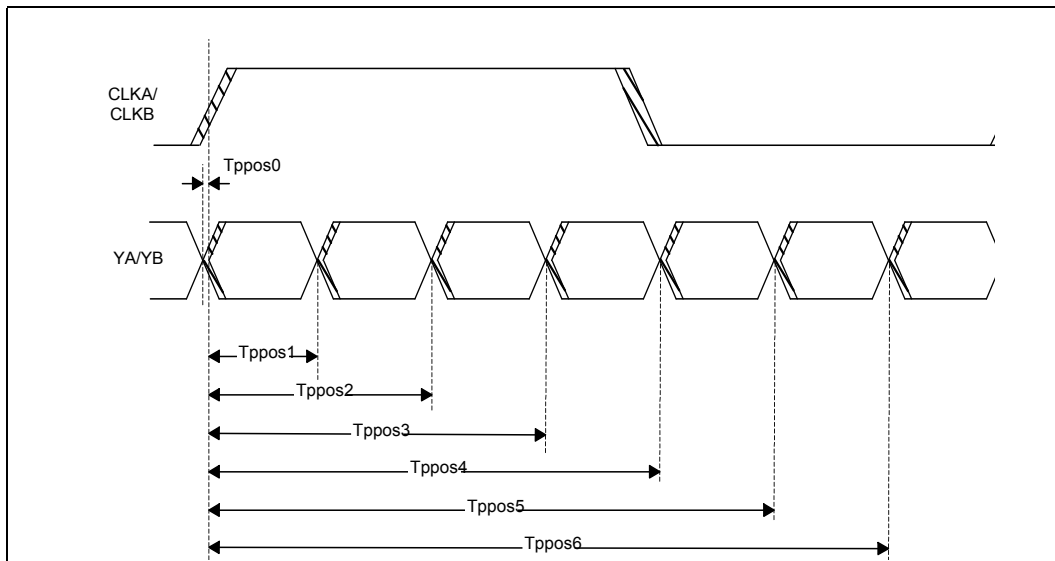 CLKA/
CLKB
Tppos0
YA/YB
Tppos1
Tppos2
Tppos3
Tppos4
Tppos5
Tppos6